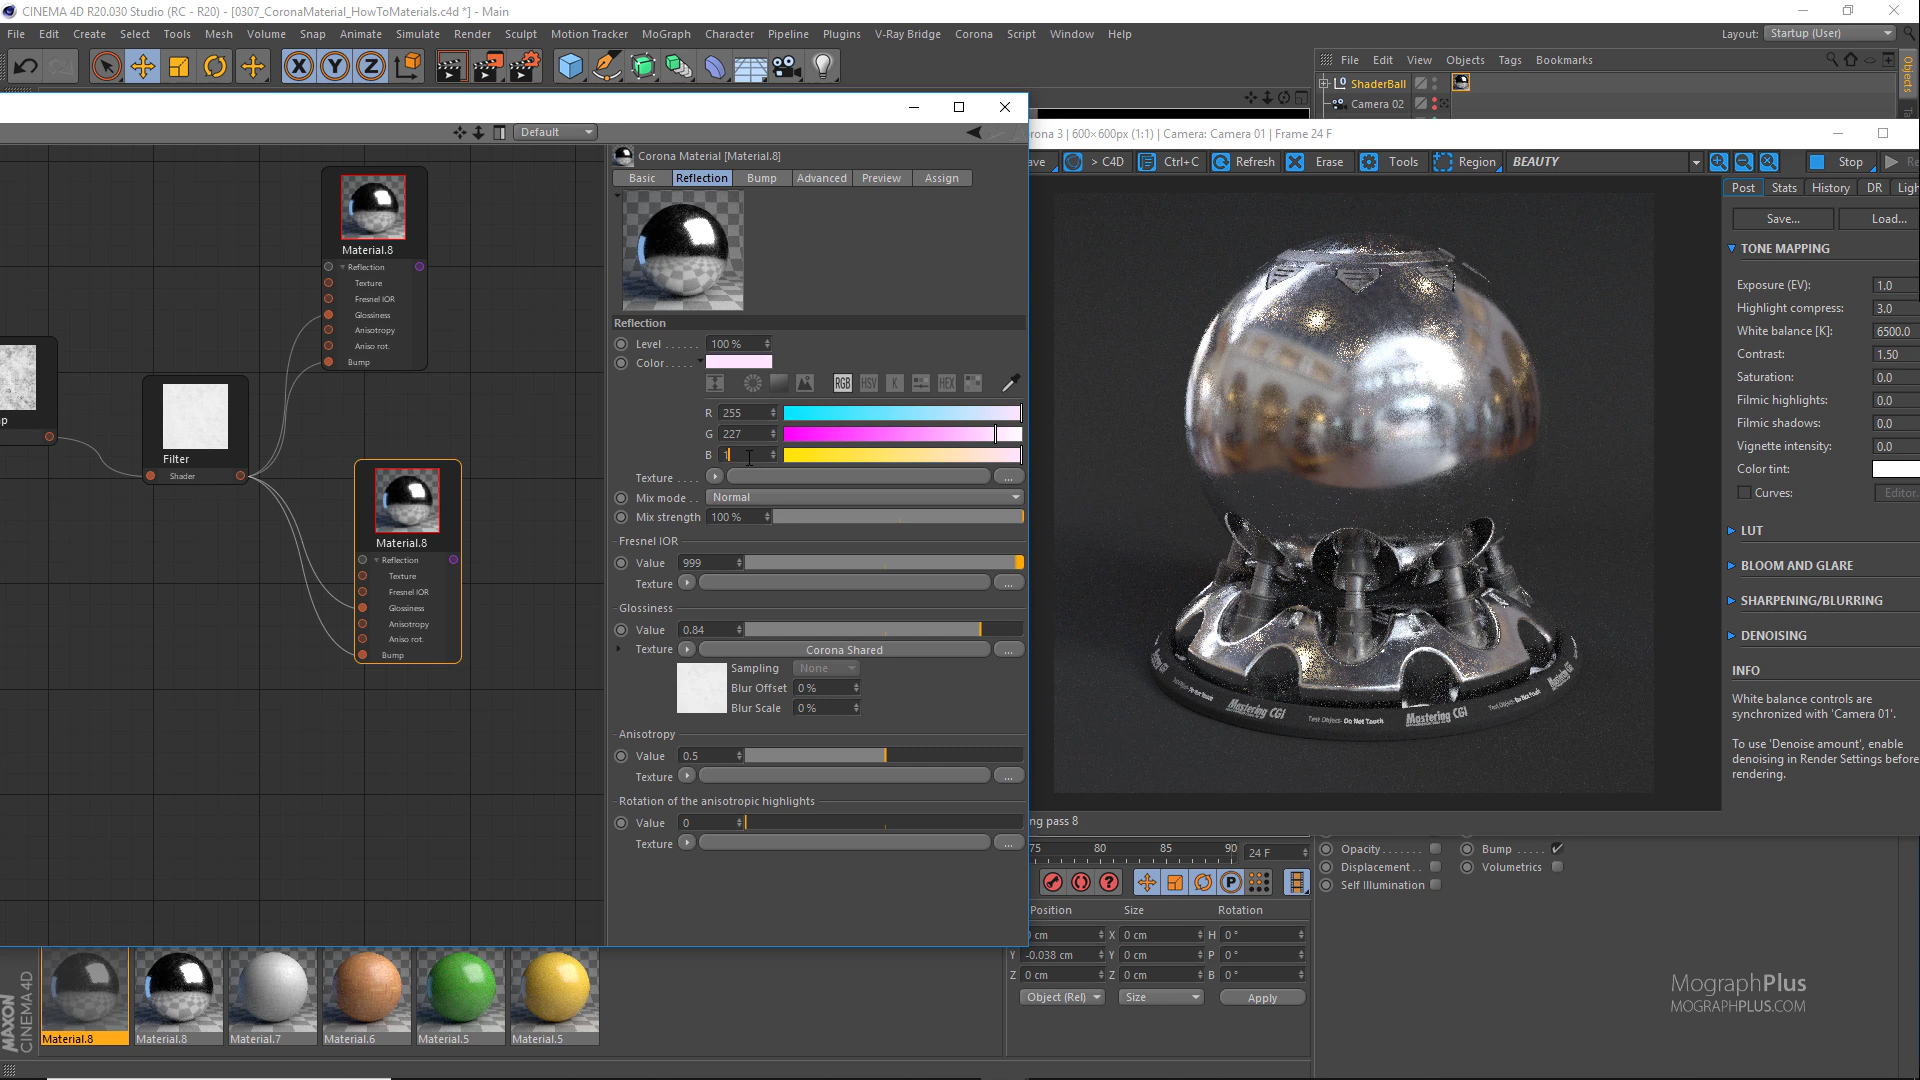 CINEMA 4D R20.030 Studio (RC - R20) - [0307_CoronaMaterial_HowToMaterials.c4d *] - Main
File Edit Create Select Tools Mesh Volume Snap Animate Simulate Render Sculpt Motion Tracker MoGraph Character Pipeline Plugins V-Ray Bridge Corona Script Window Help
Layout: Startup (User)
File Edit View Objects Tags Bookmarks
ShaderBall
Camera 02
Objects
Default
rona 3 | 600×600px (1:1) | Camera: Camera 01 | Frame 24 F
ave > C4D Ctrl+C Refresh Erase Tools Region BEAUTY Stop Re
Post Stats History DR Ligh
Save... Load...
TONE MAPPING
Exposure (EV): 1.0
Highlight compress: 3.0
White balance [K]: 6500.0
Contrast: 1.50
Saturation: 0.0
Filmic highlights: 0.0
Filmic shadows: 0.0
Vignette intensity: 0.0
Color tint:
Curves: Editor.
LUT
BLOOM AND GLARE
SHARPENING/BLURRING
DENOISING
INFO
White balance controls are
synchronized with 'Camera 01'.
To use 'Denoise amount', enable
denoising in Render Settings before
rendering.
Corona Material [Material.8]
Basic Reflection Bump Advanced Preview Assign
Reflection
Level 100 %
Color
RGB HSV K HEX
R 255
G 227
B 1
Texture ...
Mix mode Normal
Mix strength 100 %
Fresnel IOR
Value 999
Texture ...
Glossiness
Value 0.84
Texture Corona Shared ...
Sampling None
Blur Offset 0 %
Blur Scale 0 %
Anisotropy
Value 0.5
Texture ...
Rotation of the anisotropic highlights
Value 0
Texture ...
Material.8
Reflection
Texture
Fresnel IOR
Glossiness
Anisotropy
Aniso rot.
Bump
p
Filter
Shader
Material.8
Reflection
Texture
Fresnel IOR
Glossiness
Anisotropy
Aniso rot.
Bump
Mastering CGI
Mastering CGI
Test Object: Do Not Touch
Mastering CGI
Mastering CGI
ng pass 8
75 80 85 90 24 F
Opacity Bump
Displacement Volumetrics
Self Illumination
Position Size Rotation
cm X 0 cm H 0 °
Y -0.038 cm Y 0 cm P 0 °
Z 0 cm Z 0 cm B 0 °
Object (Rel) Size Apply
MAXON
CINEMA 4D
Material.8 Material.8 Material.7 Material.6 Material.5 Material.5
MographPlus
MOGRAPHPLUS.COM